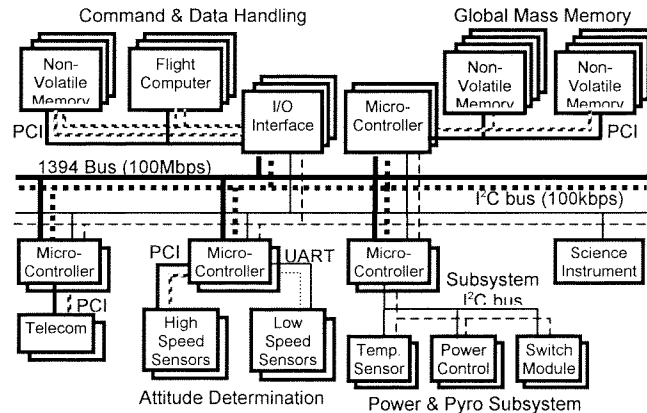 Command & Data Handling
Global Mass Memory
Non-
Volatile
Memory
Flight
Computer
I/O
Interface
Micro-
Controller
Non-
Volatile
Memory
Non-
Volatile
Memory
PCI
PCI
1394 Bus (100Mbps)
I²C bus (100kbps)
Micro-
Controller
PCI
Telecom
Micro-
Controller
PCI
UART
High
Speed
Sensors
Low
Speed
Sensors
Attitude Determination
Micro-
Controller
Subsystem
I²C bus
Temp.
Sensor
Power
Control
Switch
Module
Power & Pyro Subsystem
Science
Instrument